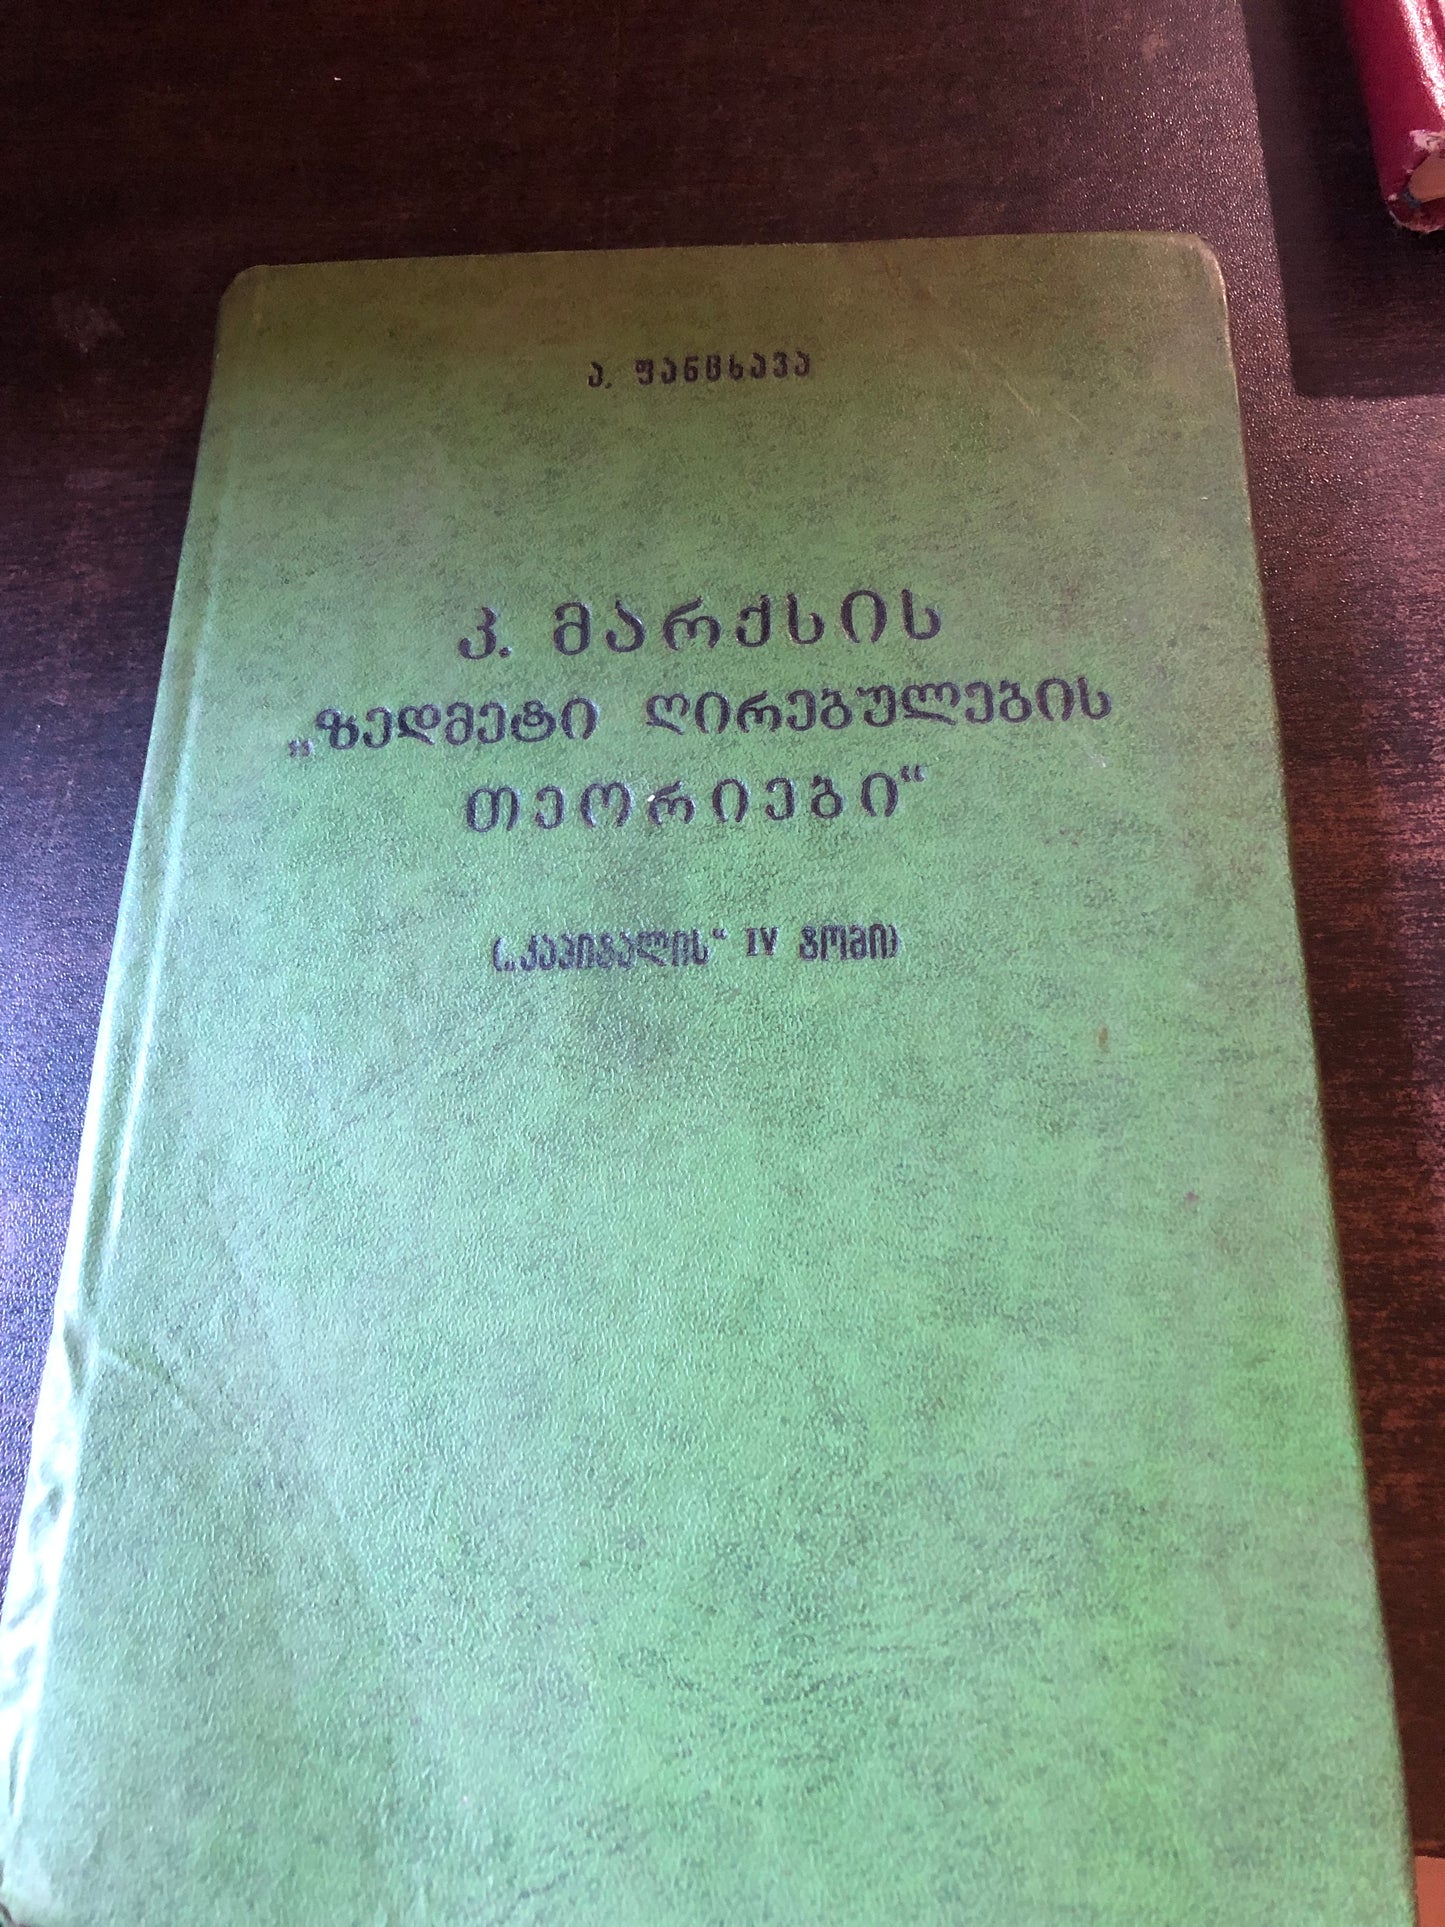 ა. ფანცხავა
კ. მარქსის
„ზედმეტი ღირებულების
თეორიები“
(„კაპიტალის“ IV ტომი)